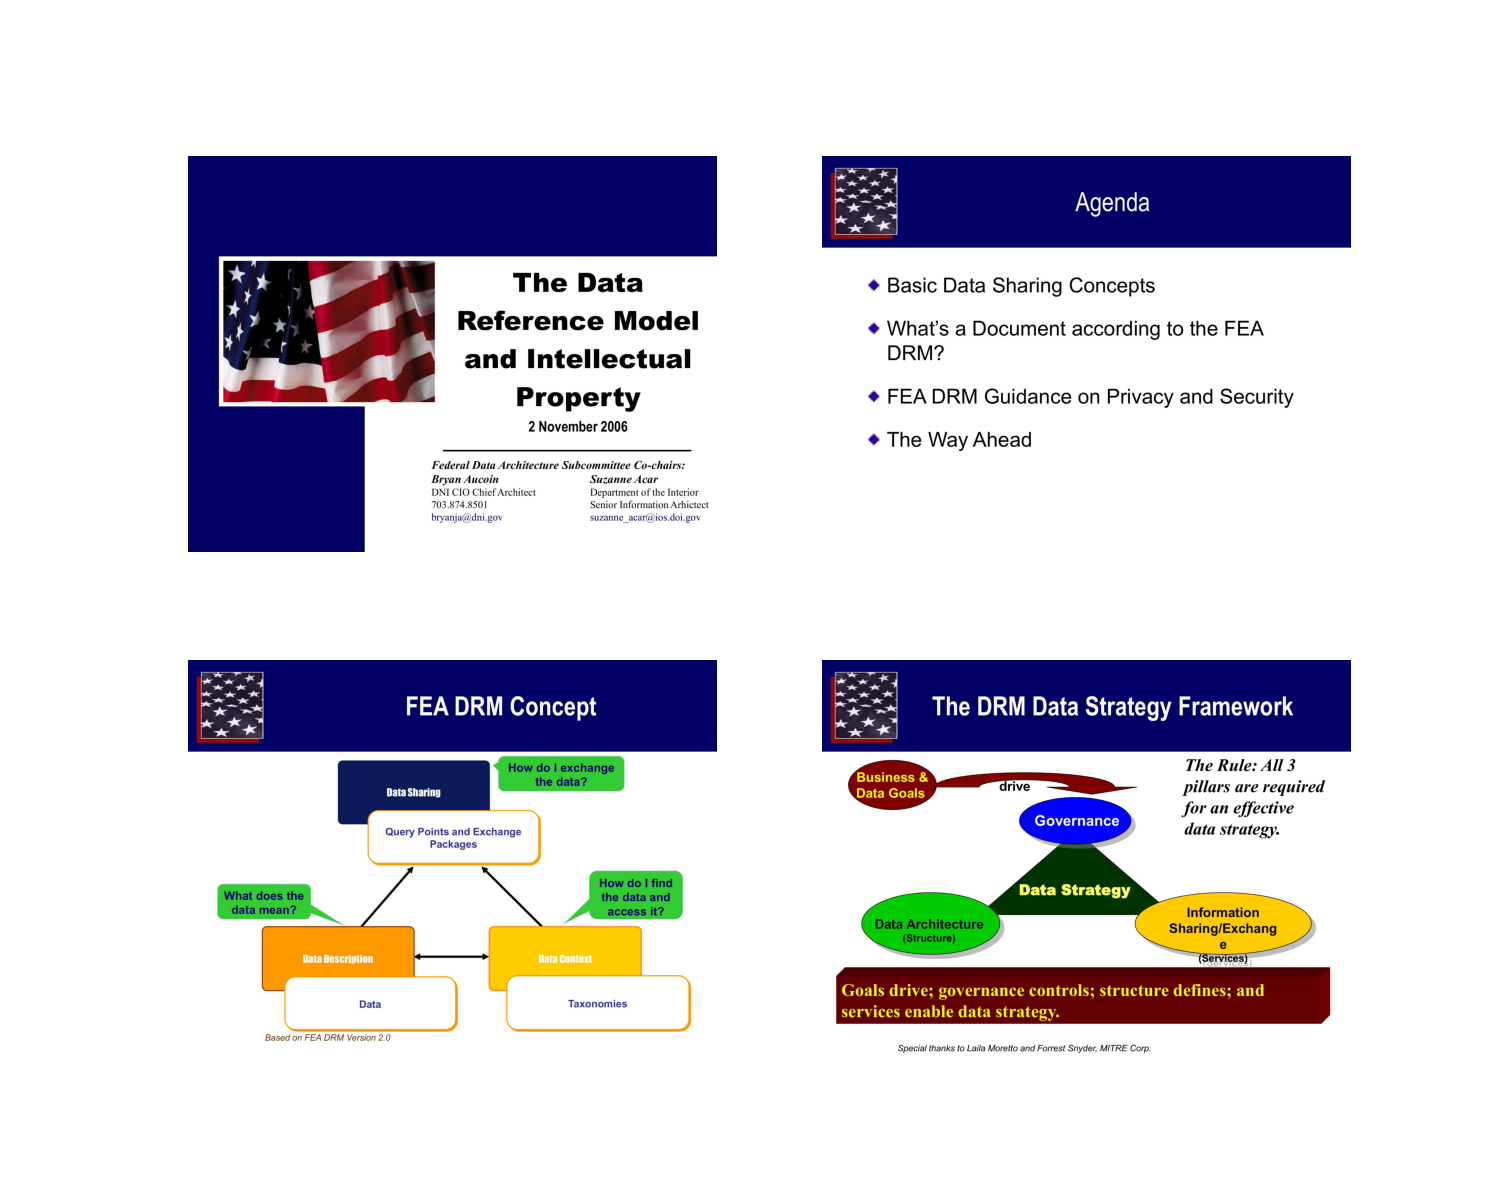 The Data
Reference Model
and Intellectual
Property
2 November 2006
Federal Data Architecture Subcommittee Co-chairs:
Bryan Aucoin Suzanne Acar
DNI CIO Chief Architect Department of the Interior
703.874.8501 Senior Information Arhictect
bryanja@dni.gov suzanne_acar@ios.doi.gov
Agenda
Basic Data Sharing Concepts
What's a Document according to the FEA
DRM?
FEA DRM Guidance on Privacy and Security
The Way Ahead
FEA DRM Concept
How do I exchange
the data?
Data Sharing
Query Points and Exchange
Packages
What does the
data mean?
How do I find
the data and
access it?
Data Description
Data
Data Context
Taxonomies
Based on FEA DRM Version 2.0
The DRM Data Strategy Framework
Business &
Data Goals
drive
The Rule: All 3
pillars are required
for an effective
data strategy.
Governance
Data Strategy
Data Architecture
(Structure)
Information
Sharing/Exchang
e
(Services)
Goals drive; governance controls; structure defines; and
services enable data strategy.
Special thanks to Laila Moretto and Forrest Snyder, MITRE Corp.